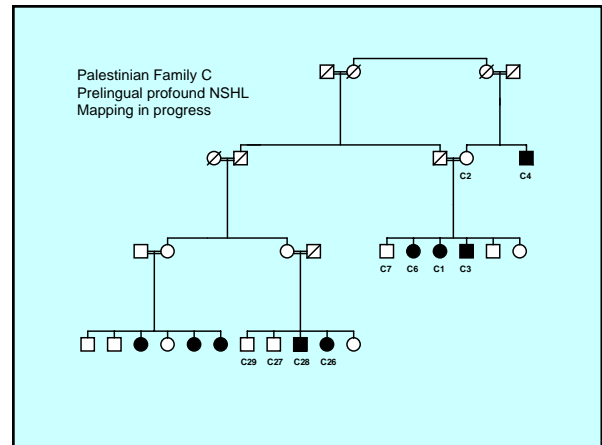 Palestinian Family C
Prelingual profound NSHL
Mapping in progress
C2 C4
C7 C6 C1 C3
C29 C27 C28 C26